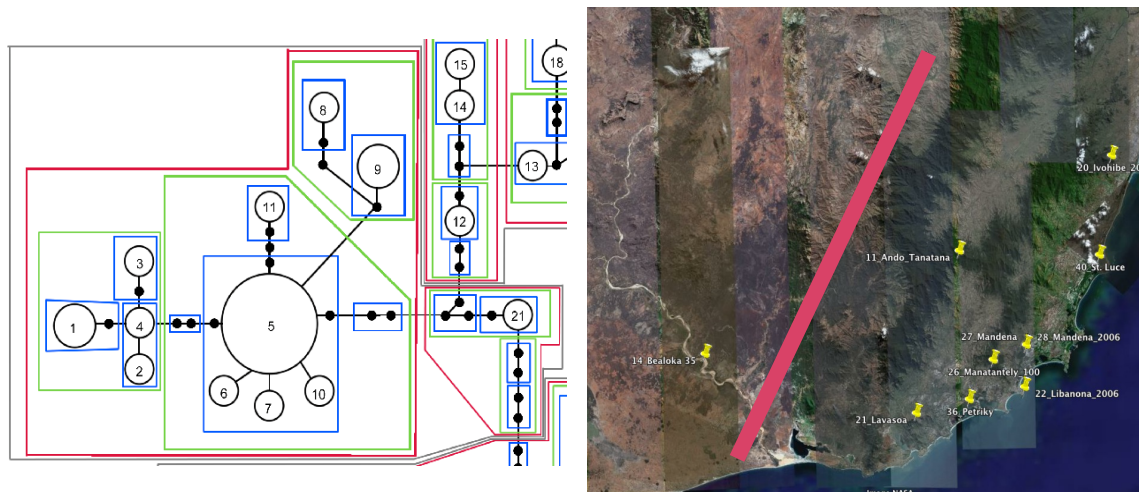 15
18
14
8
9
13
11
12
3
1
4
5
21
2
6
7
10
20_Ivohibe_20
11_Ando_Tanatana
40_St. Luce
27_Mandena
28_Mandena_2006
14_Bealoka 35
26_Manatantely_100
22_Libanona_2006
36_Petriky
21_Lavasoa